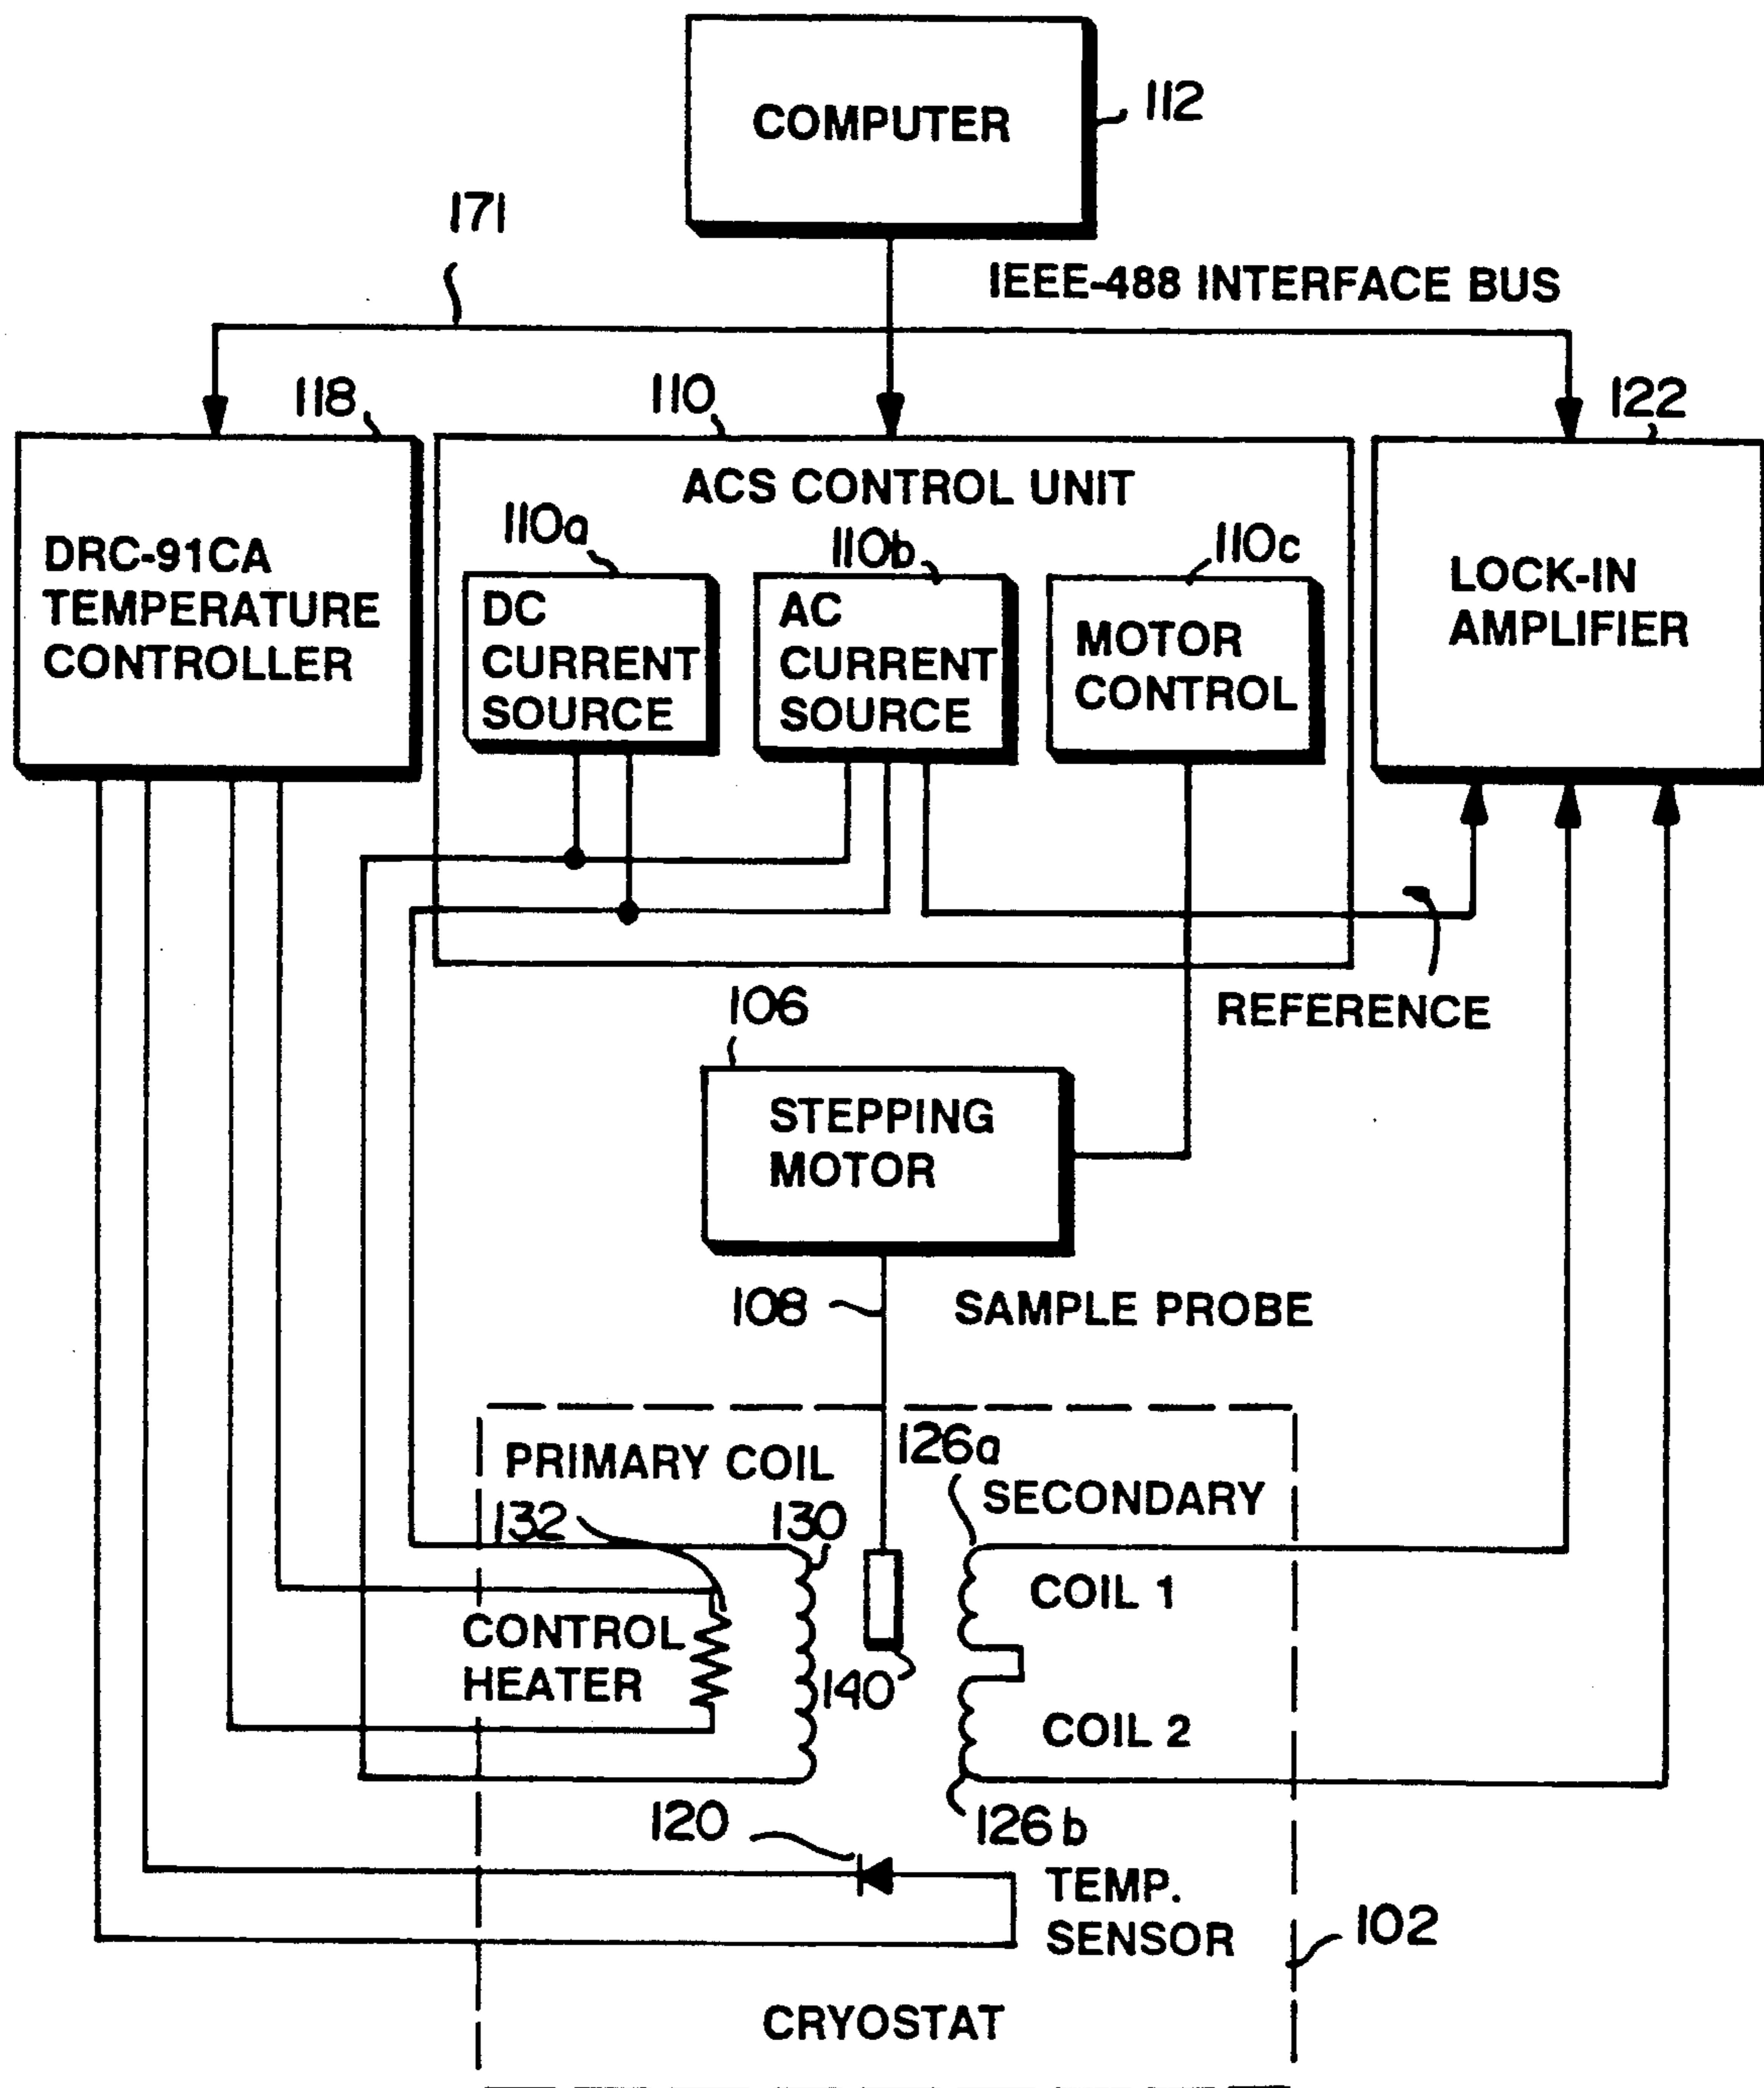 COMPUTER
112
171
IEEE-488 INTERFACE BUS
118
110
122
ACS CONTROL UNIT
110a
110b
110c
DRC-91CA
TEMPERATURE
CONTROLLER
DC
CURRENT
SOURCE
AC
CURRENT
SOURCE
MOTOR
CONTROL
LOCK-IN
AMPLIFIER
REFERENCE
106
STEPPING
MOTOR
108
SAMPLE PROBE
126a
PRIMARY COIL
SECONDARY
132
130
COIL 1
CONTROL
HEATER
140
COIL 2
120
126b
TEMP.
SENSOR
102
CRYOSTAT